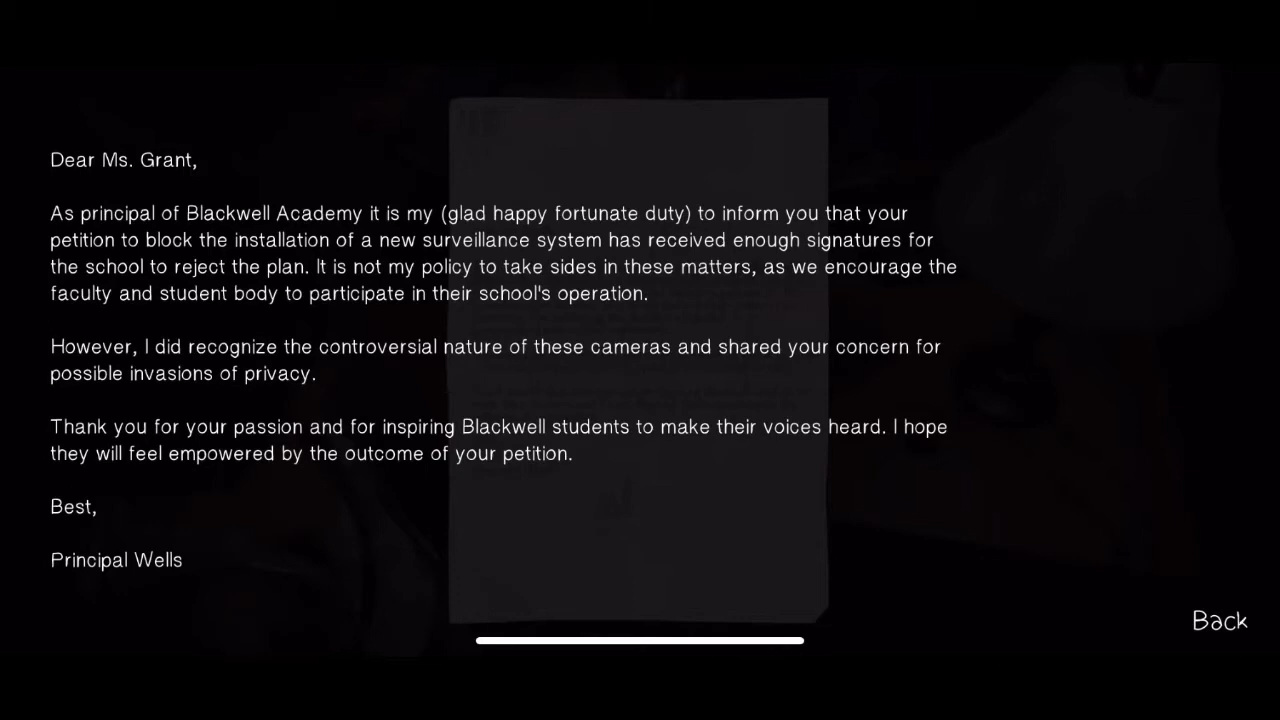 Dear Ms. Grant,
As principal of Blackwell Academy it is my (glad happy fortunate duty) to inform you that your
petition to block the installation of a new surveillance system has received enough signatures for
the school to reject the plan. It is not my policy to take sides in these matters, as we encourage the
faculty and student body to participate in their school's operation.
However, I did recognize the controversial nature of these cameras and shared your concern for
possible invasions of privacy.
Thank you for your passion and for inspiring Blackwell students to make their voices heard. I hope
they will feel empowered by the outcome of your petition.
Best,
Principal Wells
Back